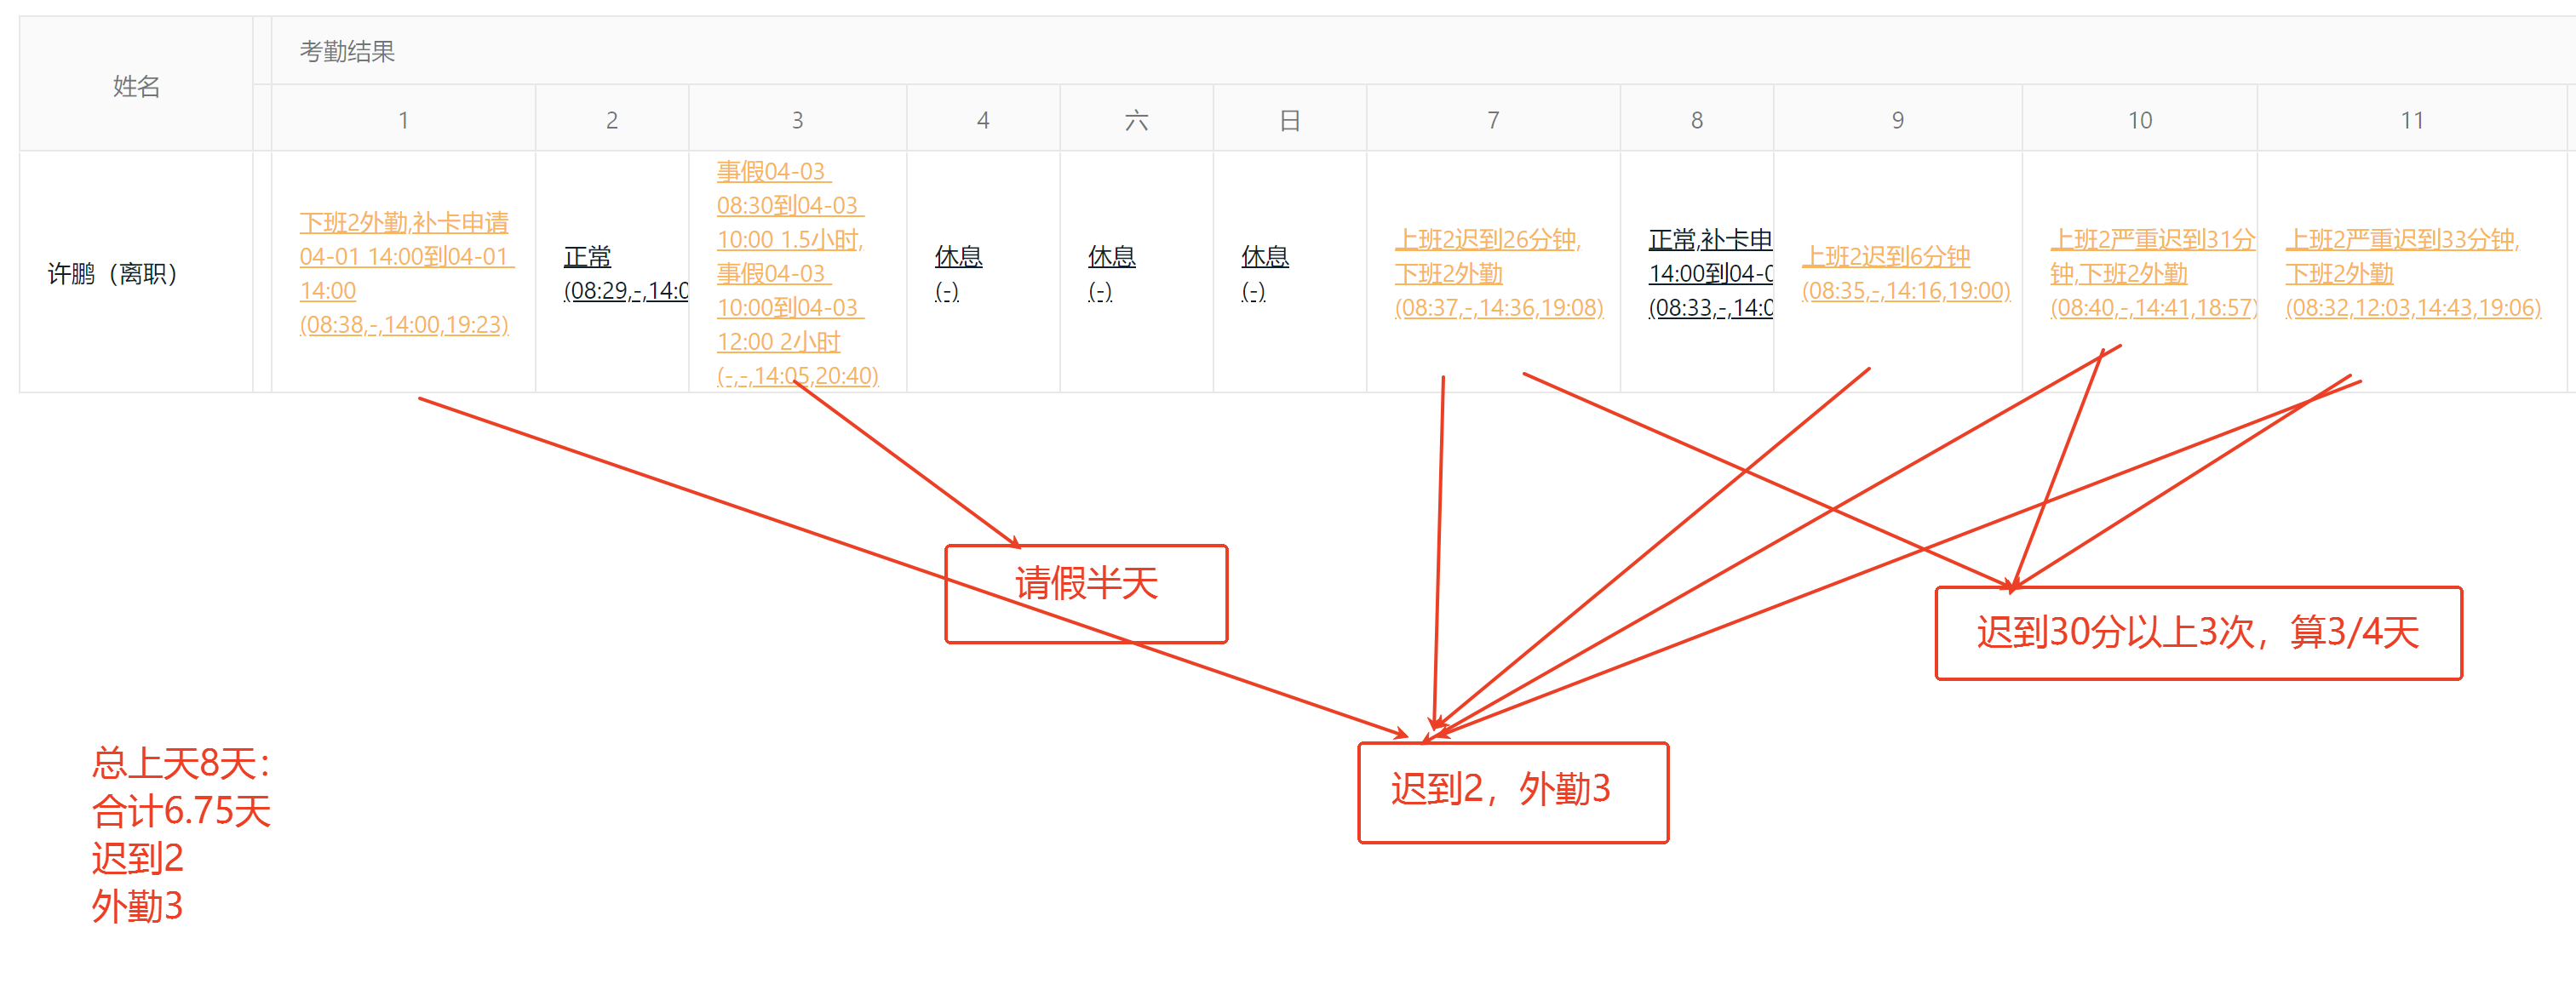 姓名
考勤结果
1
2
3
4
六
日
7
8
9
10
11
许鹏（离职）
下班2外勤,补卡申请
04-01 14:00到04-01
14:00
(08:38,-,14:00,19:23)
正常
(08:29,-,14:0
事假04-03
08:30到04-03
10:00 1.5小时,
事假04-03
10:00到04-03
12:00 2小时
(-,-,14:05,20:40)
休息
(-)
休息
(-)
休息
(-)
上班2迟到26分钟,
下班2外勤
(08:37,-,14:36,19:08)
正常,补卡申
14:00到04-0
(08:33,-,14:0
上班2迟到6分钟
(08:35,-,14:16,19:00)
上班2严重迟到31分
钟,下班2外勤
(08:40,-,14:41,18:57)
上班2严重迟到33分钟,
下班2外勤
(08:32,12:03,14:43,19:06)
请假半天
迟到30分以上3次，算3/4天
迟到2，外勤3
总上天8天：
合计6.75天
迟到2
外勤3